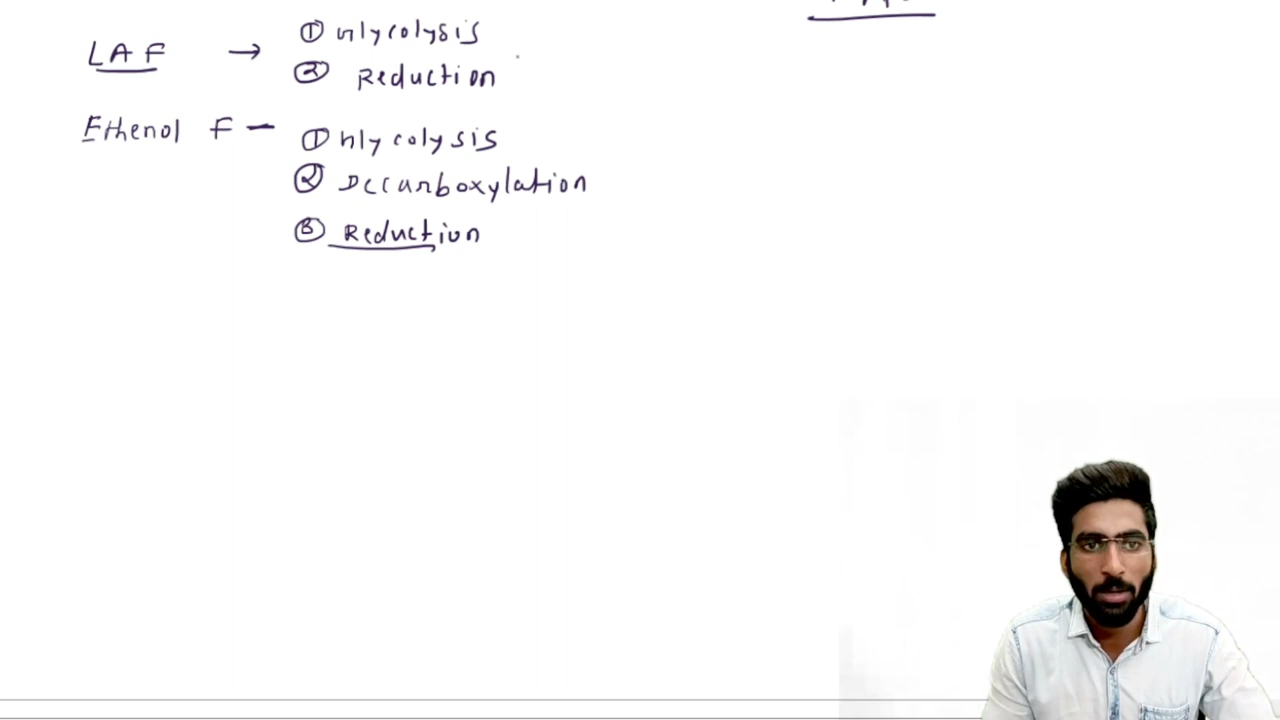 ① Glycolysis
LAF →
② Reduction
Ethenol F — ① Glycolysis
② Decarboxylation
③ Reduction